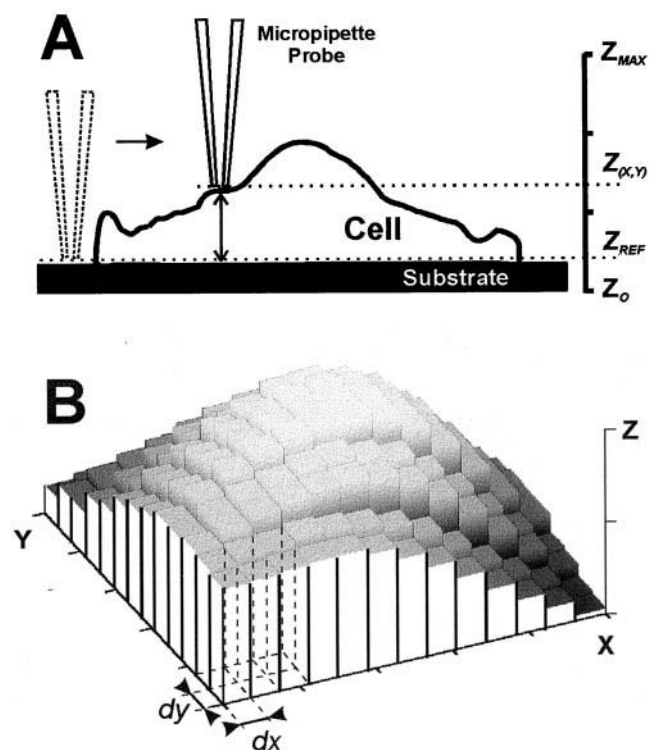 A
Micropipette
Probe
Z_MAX
Z_(X,Y)
Cell
Z_REF
Substrate
Z_O
B
Z
Y
X
dy
dx